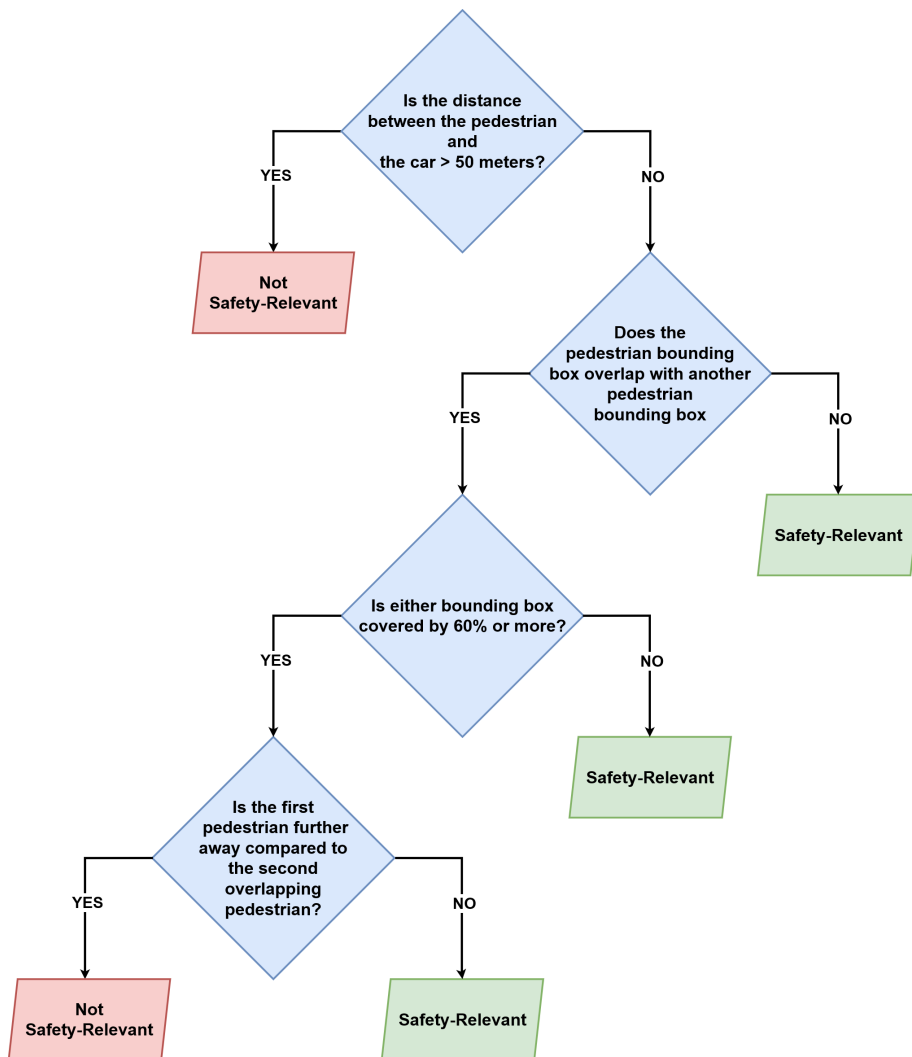 Is the distance
between the pedestrian
and
the car > 50 meters?
YES
NO
Not
Safety-Relevant
Does the
pedestrian bounding
box overlap with another
pedestrian
bounding box
YES
NO
Safety-Relevant
Is either bounding box
covered by 60% or more?
YES
NO
Safety-Relevant
Is the first
pedestrian further
away compared to
the second
overlapping
pedestrian?
YES
NO
Not
Safety-Relevant
Safety-Relevant